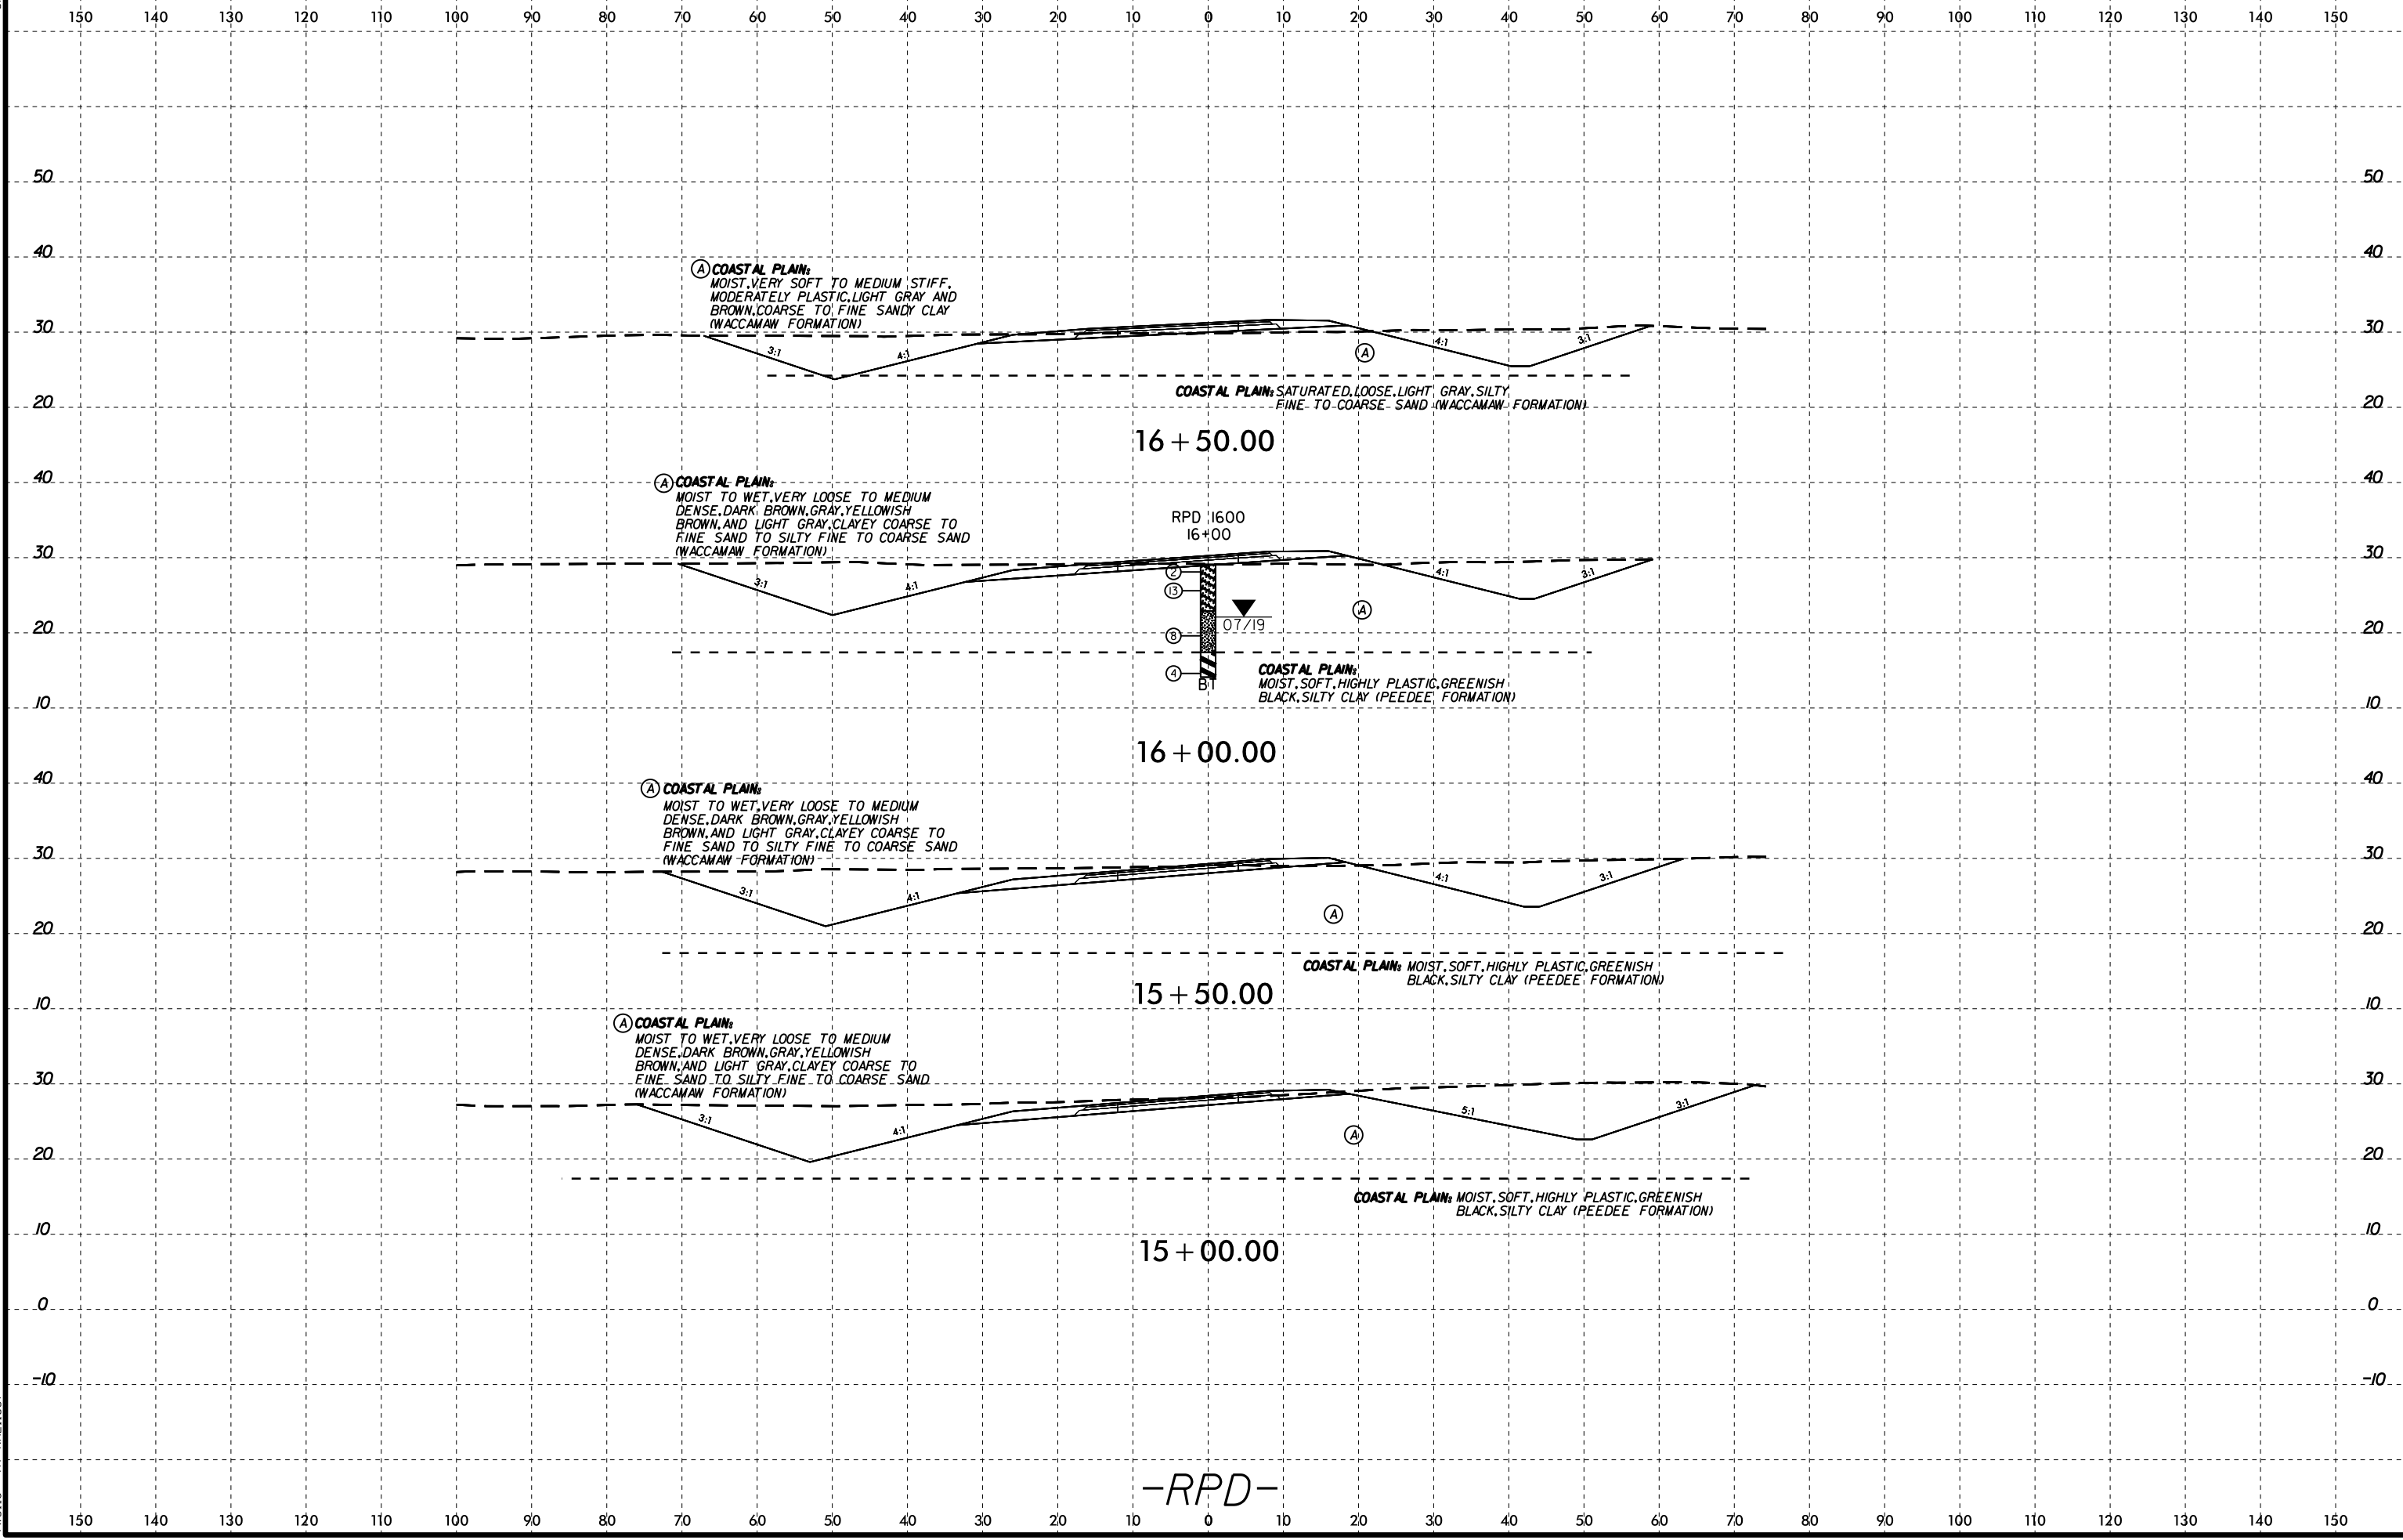 150 140 130 120 110 100 90 80 70 60 50 40 30 20 10 0 10 20 30 40 50 60 70 80 90 100 110 120 130 140 150
50 50
40 40
Ⓐ COASTAL PLAIN:
MOIST, VERY SOFT TO MEDIUM STIFF,
MODERATELY PLASTIC, LIGHT GRAY AND
BROWN, COARSE TO FINE SANDY CLAY
(WACCAMAW FORMATION)
30 30
3:1 4:1 4:1 3:1
Ⓐ
COASTAL PLAIN: SATURATED, LOOSE, LIGHT GRAY, SILTY
FINE TO COARSE SAND (WACCAMAW FORMATION)
20 20
16+50.00
40 40
Ⓐ COASTAL PLAIN:
MOIST TO WET, VERY LOOSE TO MEDIUM
DENSE, DARK BROWN, GRAY, YELLOWISH
BROWN, AND LIGHT GRAY, CLAYEY COARSE TO
FINE SAND TO SILTY FINE TO COARSE SAND
(WACCAMAW FORMATION)
RPD 1600
16+00
30 30
3:1 4:1 4:1 3:1
2
13
Ⓐ
07/19
20 20
8
4
BT
COASTAL PLAIN:
MOIST, SOFT, HIGHLY PLASTIC, GREENISH
BLACK, SILTY CLAY (PEEDEE FORMATION)
10 10
16+00.00
40 40
Ⓐ COASTAL PLAIN:
MOIST TO WET, VERY LOOSE TO MEDIUM
DENSE, DARK BROWN, GRAY, YELLOWISH
BROWN, AND LIGHT GRAY, CLAYEY COARSE TO
FINE SAND TO SILTY FINE TO COARSE SAND
(WACCAMAW FORMATION)
30 30
3:1 4:1 4:1 3:1
Ⓐ
20 20
COASTAL PLAIN: MOIST, SOFT, HIGHLY PLASTIC, GREENISH
BLACK, SILTY CLAY (PEEDEE FORMATION)
15+50.00
10 10
Ⓐ COASTAL PLAIN:
MOIST TO WET, VERY LOOSE TO MEDIUM
DENSE, DARK BROWN, GRAY, YELLOWISH
BROWN, AND LIGHT GRAY, CLAYEY COARSE TO
FINE SAND TO SILTY FINE TO COARSE SAND
(WACCAMAW FORMATION)
30 30
3:1 4:1 5:1 3:1
Ⓐ
20 20
COASTAL PLAIN: MOIST, SOFT, HIGHLY PLASTIC, GREENISH
BLACK, SILTY CLAY (PEEDEE FORMATION)
10 10
15+00.00
0 0
-10 -10
-RPD-
150 140 130 120 110 100 90 80 70 60 50 40 30 20 10 0 10 20 30 40 50 60 70 80 90 100 110 120 130 140 150